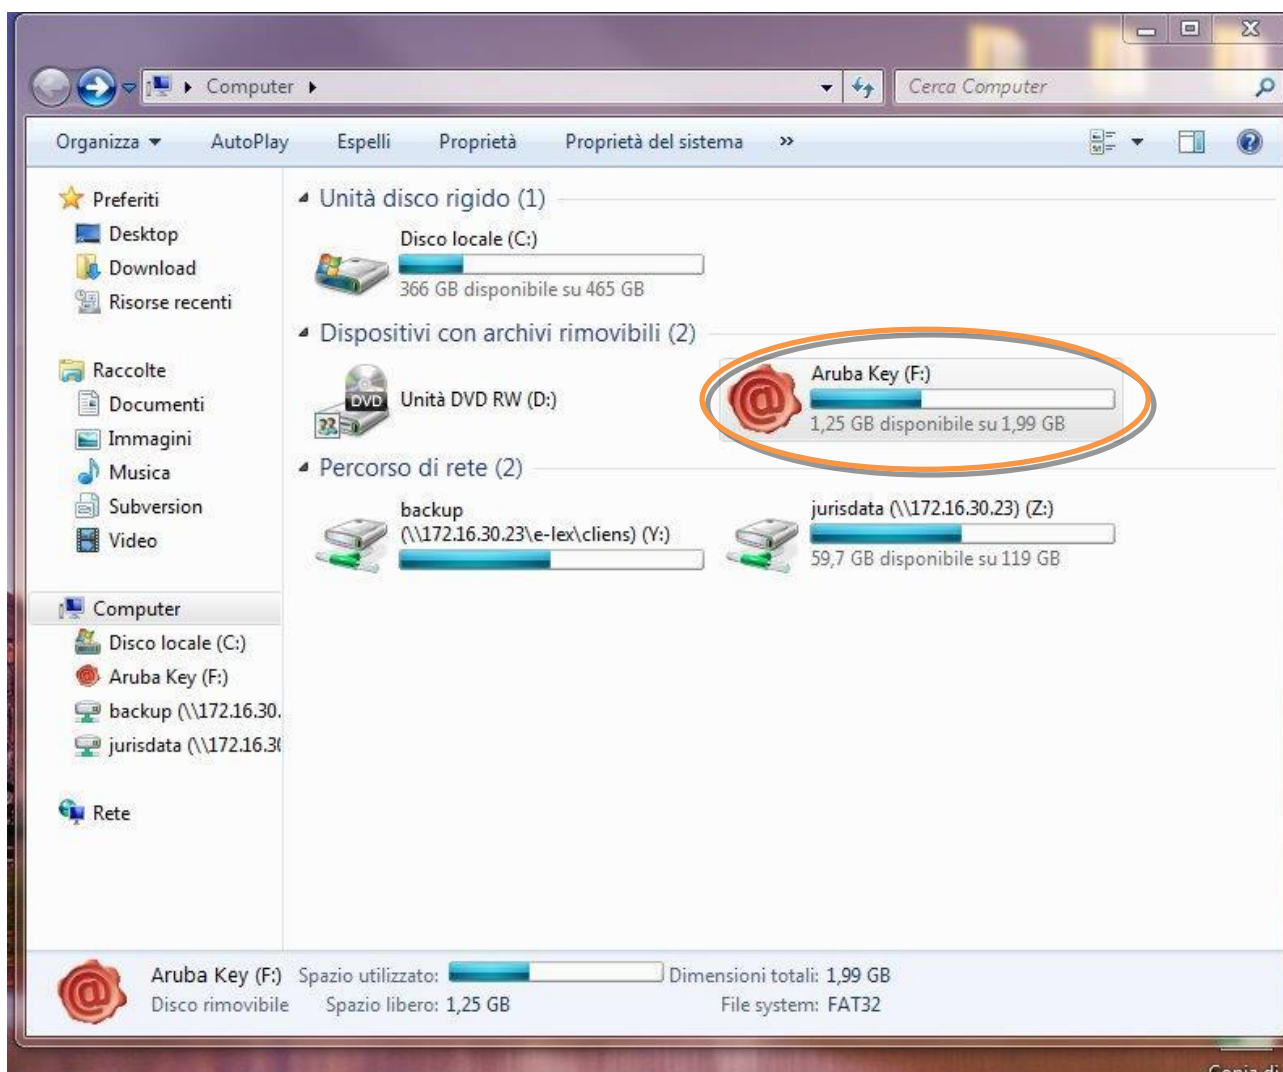 Computer
Cerca Computer
Organizza
AutoPlay
Espelli
Proprietà
Proprietà del sistema
»
Preferiti
Desktop
Download
Risorse recenti
Raccolte
Documenti
Immagini
Musica
Subversion
Video
Computer
Disco locale (C:)
Aruba Key (F:)
backup (\\172.16.30.
jurisdata (\\172.16.30
Rete
Unità disco rigido (1)
Disco locale (C:)
366 GB disponibile su 465 GB
Dispositivi con archivi rimovibili (2)
DVD
Unità DVD RW (D:)
Aruba Key (F:)
1,25 GB disponibile su 1,99 GB
Percorso di rete (2)
backup
(\\172.16.30.23\e-lex\cliens) (Y:)
jurisdata (\\172.16.30.23) (Z:)
59,7 GB disponibile su 119 GB
Aruba Key (F:) Spazio utilizzato: Dimensioni totali: 1,99 GB
Disco rimovibile Spazio libero: 1,25 GB File system: FAT32